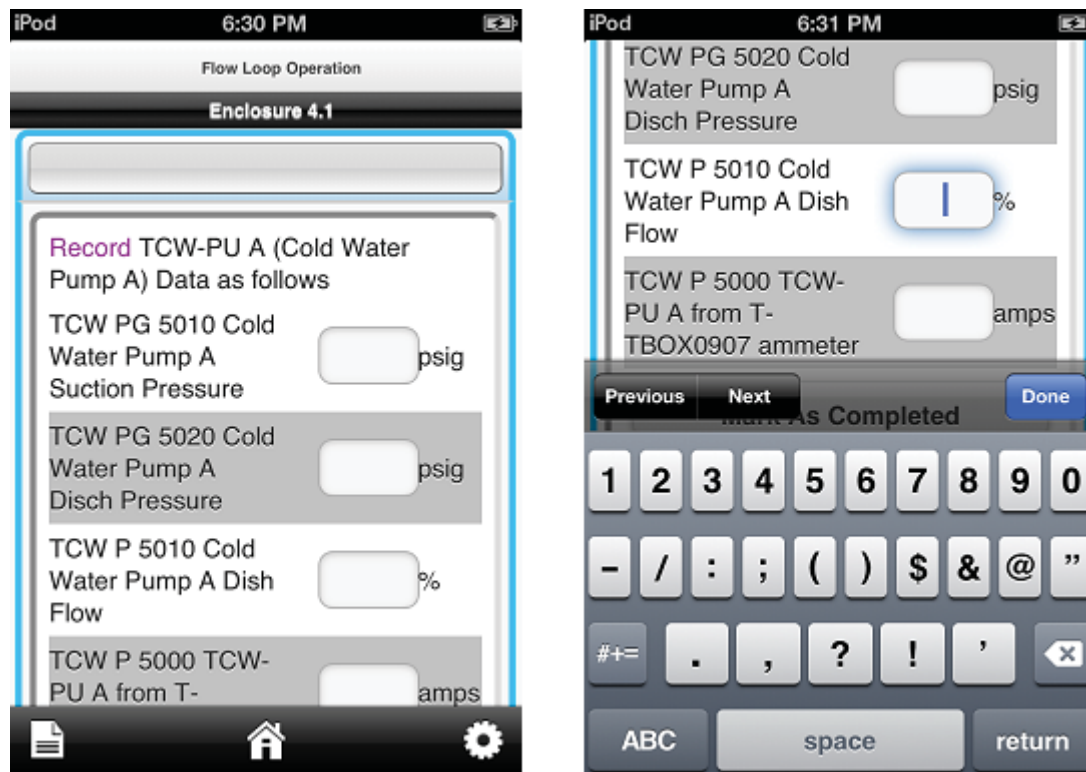 iPod 6:30 PM
Flow Loop Operation
Enclosure 4.1
Record TCW-PU A (Cold Water
Pump A) Data as follows
TCW PG 5010 Cold
Water Pump A
Suction Pressure
psig
TCW PG 5020 Cold
Water Pump A
Disch Pressure
psig
TCW P 5010 Cold
Water Pump A Dish
Flow
%
TCW P 5000 TCW-
PU A from T-
amps
iPod 6:31 PM
TCW PG 5020 Cold
Water Pump A
Disch Pressure
psig
TCW P 5010 Cold
Water Pump A Dish
Flow
%
TCW P 5000 TCW-
PU A from T-
TBOX0907 ammeter
amps
Previous Next Done
Mark As Completed
1 2 3 4 5 6 7 8 9 0
- / : ; ( ) $ & @ ”
#+= . , ? ! ’
ABC space return